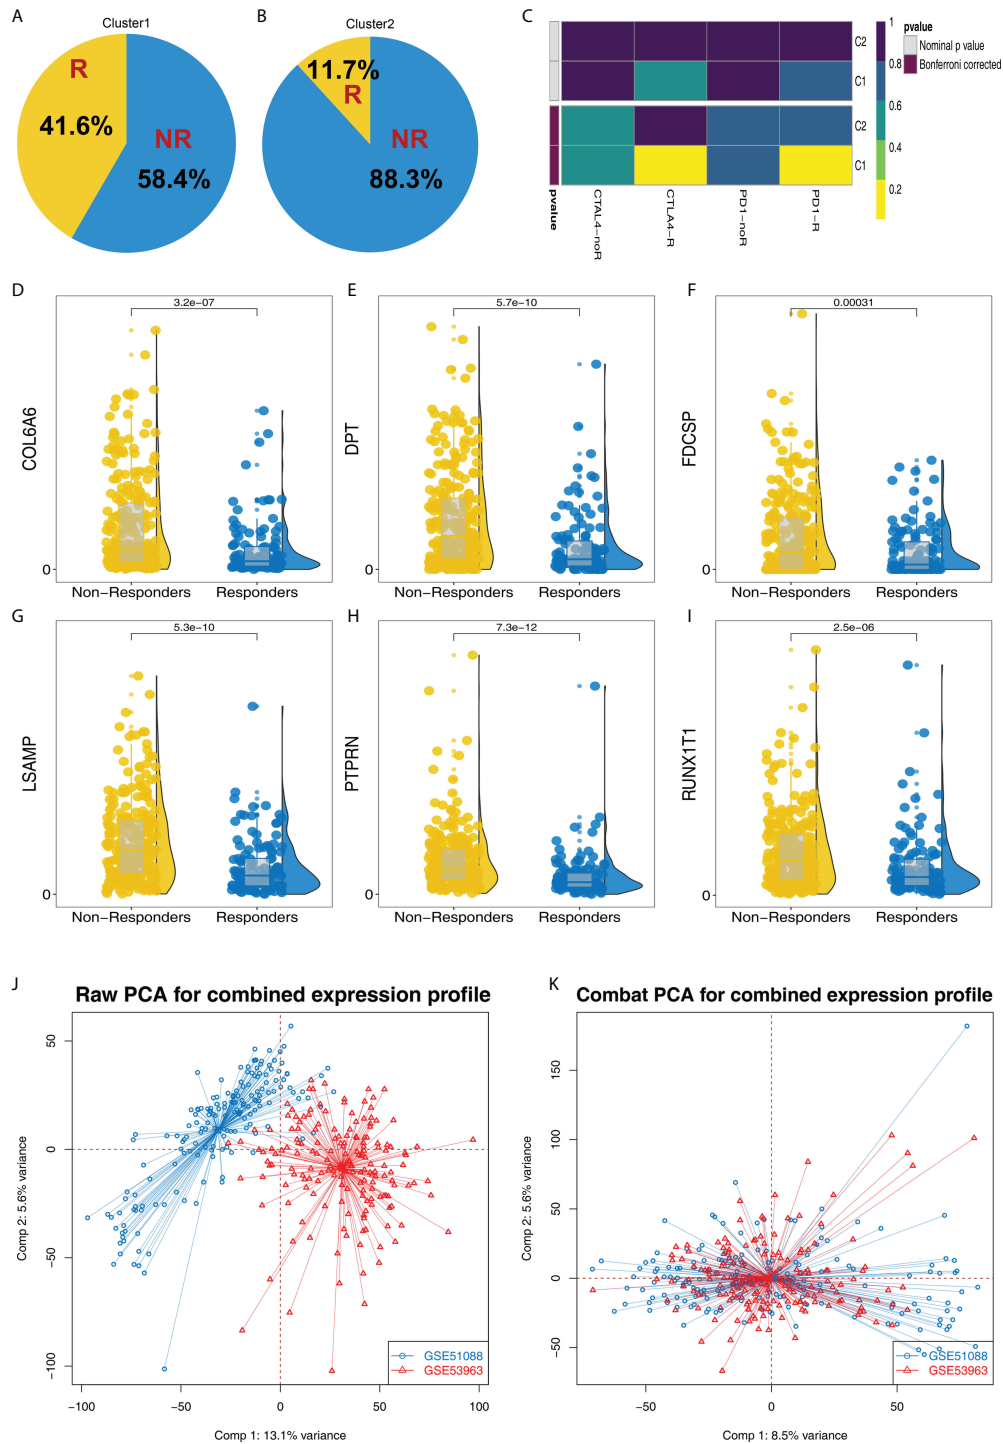 A
Cluster1
R
41.6%
NR
58.4%
B
Cluster2
11.7%
R
NR
88.3%
C
C2
C1
C2
C1
pvalue
CTAL4-noR
CTLA4-R
PD1-noR
PD1-R
1
0.8
0.6
0.4
0.2
pvalue
Nominal p value
Bonferroni corrected
D
3.2e-07
COL6A6
0
Non-Responders
Responders
E
5.7e-10
DPT
0
Non-Responders
Responders
F
0.00031
FDCSP
0
Non-Responders
Responders
G
5.3e-10
LSAMP
0
Non-Responders
Responders
H
7.3e-12
PTPRN
0
Non-Responders
Responders
I
2.5e-06
RUNX1T1
0
Non-Responders
Responders
J
Raw PCA for combined expression profile
Comp 2: 5.6% variance
50
0
-50
-100
GSE51088
GSE53963
-100
-50
0
50
100
Comp 1: 13.1% variance
K
Combat PCA for combined expression profile
Comp 2: 5.6% variance
150
100
50
0
-50
GSE51088
GSE53963
-50
0
50
Comp 1: 8.5% variance